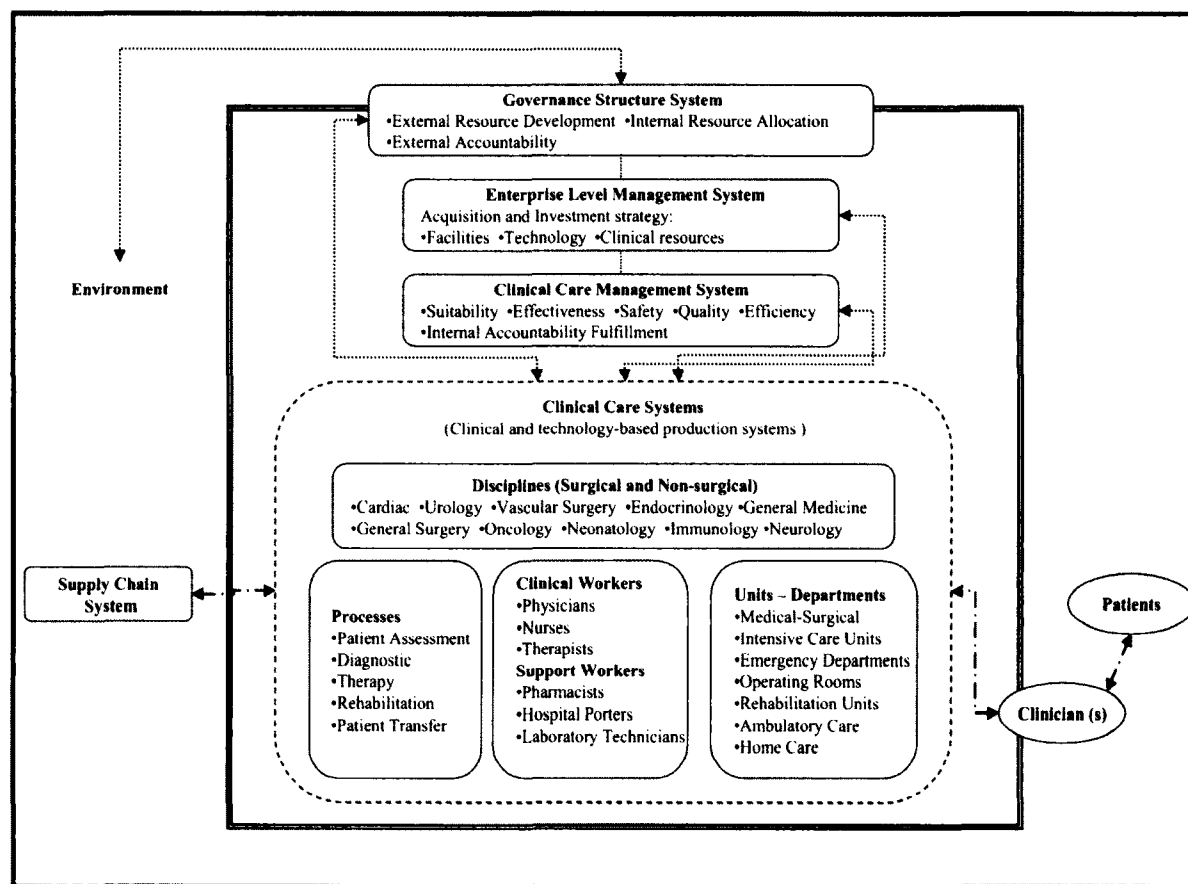 Governance Structure System
•External Resource Development •Internal Resource Allocation
•External Accountability
Enterprise Level Management System
Acquisition and Investment strategy:
•Facilities •Technology •Clinical resources
Environment
Clinical Care Management System
•Suitability •Effectiveness •Safety •Quality •Efficiency
•Internal Accountability Fulfillment
Clinical Care Systems
(Clinical and technology-based production systems )
Disciplines (Surgical and Non-surgical)
•Cardiac •Urology •Vascular Surgery •Endocrinology •General Medicine
•General Surgery •Oncology •Neonatology •Immunology •Neurology
Supply Chain
System
Processes
•Patient Assessment
•Diagnostic
•Therapy
•Rehabilitation
•Patient Transfer
Clinical Workers
•Physicians
•Nurses
•Therapists
Support Workers
•Pharmacists
•Hospital Porters
•Laboratory Technicians
Units – Departments
•Medical-Surgical
•Intensive Care Units
•Emergency Departments
•Operating Rooms
•Rehabilitation Units
•Ambulatory Care
•Home Care
Patients
Clinician (s)